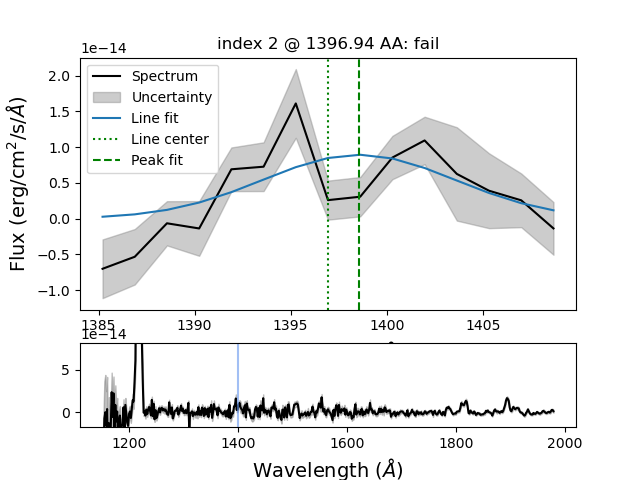 index 2 @ 1396.94 AA: fail
1e−14
Spectrum
Uncertainty
Line fit
Line center
Peak fit
Flux (erg/cm²/s/Å)
2.0
1.5
1.0
0.5
0.0
−0.5
−1.0
1385 1390 1395 1400 1405
1e−14
5
0
1200 1400 1600 1800 2000
Wavelength (Å)